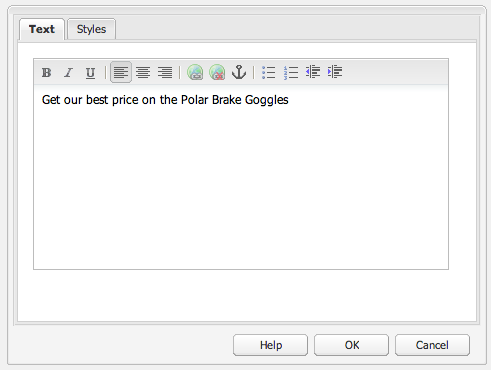 Text Styles
B I U
Get our best price on the Polar Brake Goggles
Help OK Cancel